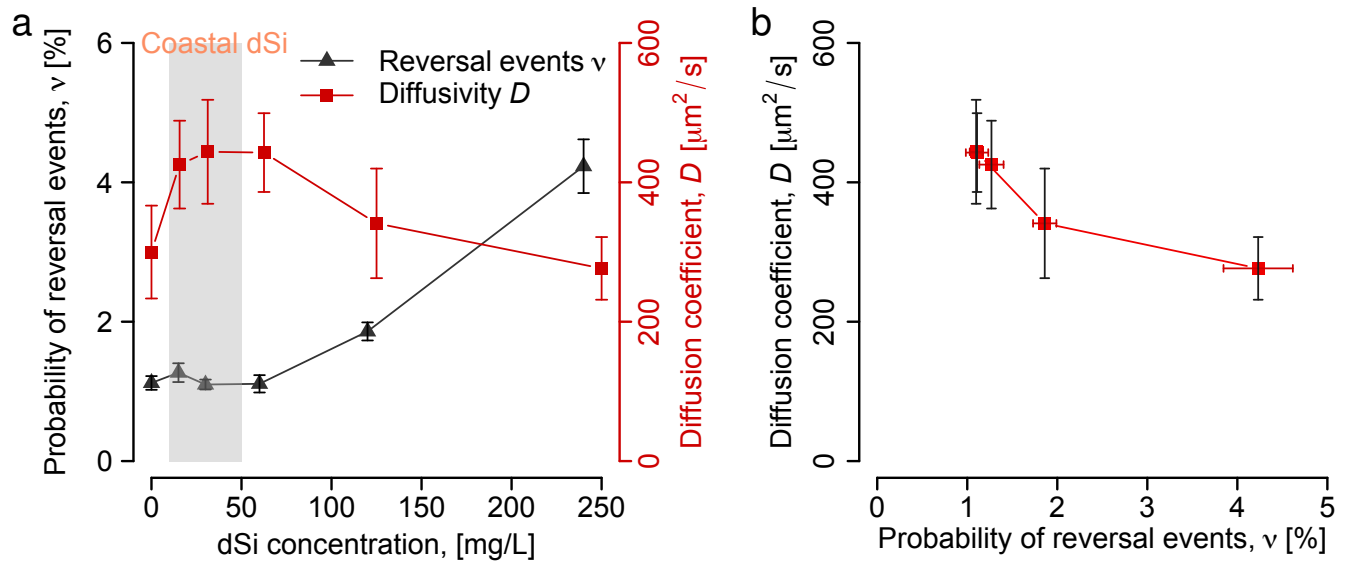 a
Coastal dSi
Reversal events ν
Diffusivity D
Probability of reversal events, ν [%]
0
2
4
6
0
50
100
150
200
250
dSi concentration, [mg/L]
0
200
400
600
Diffusion coefficient, D [μm²/s]
b
Diffusion coefficient, D [μm²/s]
0
200
400
600
0
1
2
3
4
5
Probability of reversal events, ν [%]